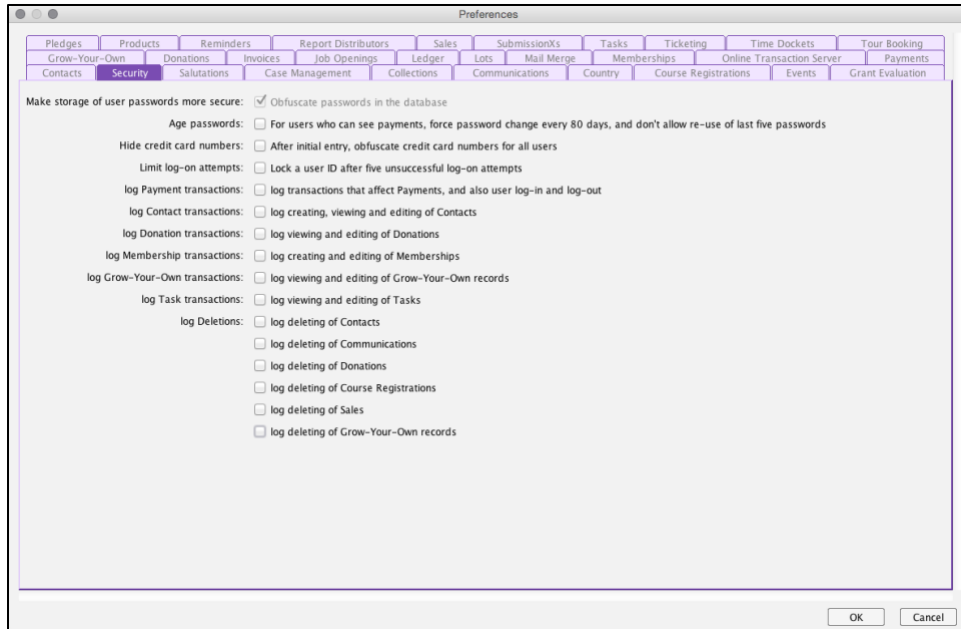 Preferences
Pledges Products Reminders Report Distributors Sales SubmissionXs Tasks Ticketing Time Dockets Tour Booking
Grow-Your-Own Donations Invoices Job Openings Ledger Lots Mail Merge Memberships Online Transaction Server Payments
Contacts Security Salutations Case Management Collections Communications Country Course Registrations Events Grant Evaluation
Make storage of user passwords more secure: Obfuscate passwords in the database
Age passwords: For users who can see payments, force password change every 80 days, and don't allow re-use of last five passwords
Hide credit card numbers: After initial entry, obfuscate credit card numbers for all users
Limit log-on attempts: Lock a user ID after five unsuccessful log-on attempts
log Payment transactions: log transactions that affect Payments, and also user log-in and log-out
log Contact transactions: log creating, viewing and editing of Contacts
log Donation transactions: log viewing and editing of Donations
log Membership transactions: log creating and editing of Memberships
log Grow-Your-Own transactions: log viewing and editing of Grow-Your-Own records
log Task transactions: log viewing and editing of Tasks
log Deletions: log deleting of Contacts
log deleting of Communications
log deleting of Donations
log deleting of Course Registrations
log deleting of Sales
log deleting of Grow-Your-Own records
OK Cancel